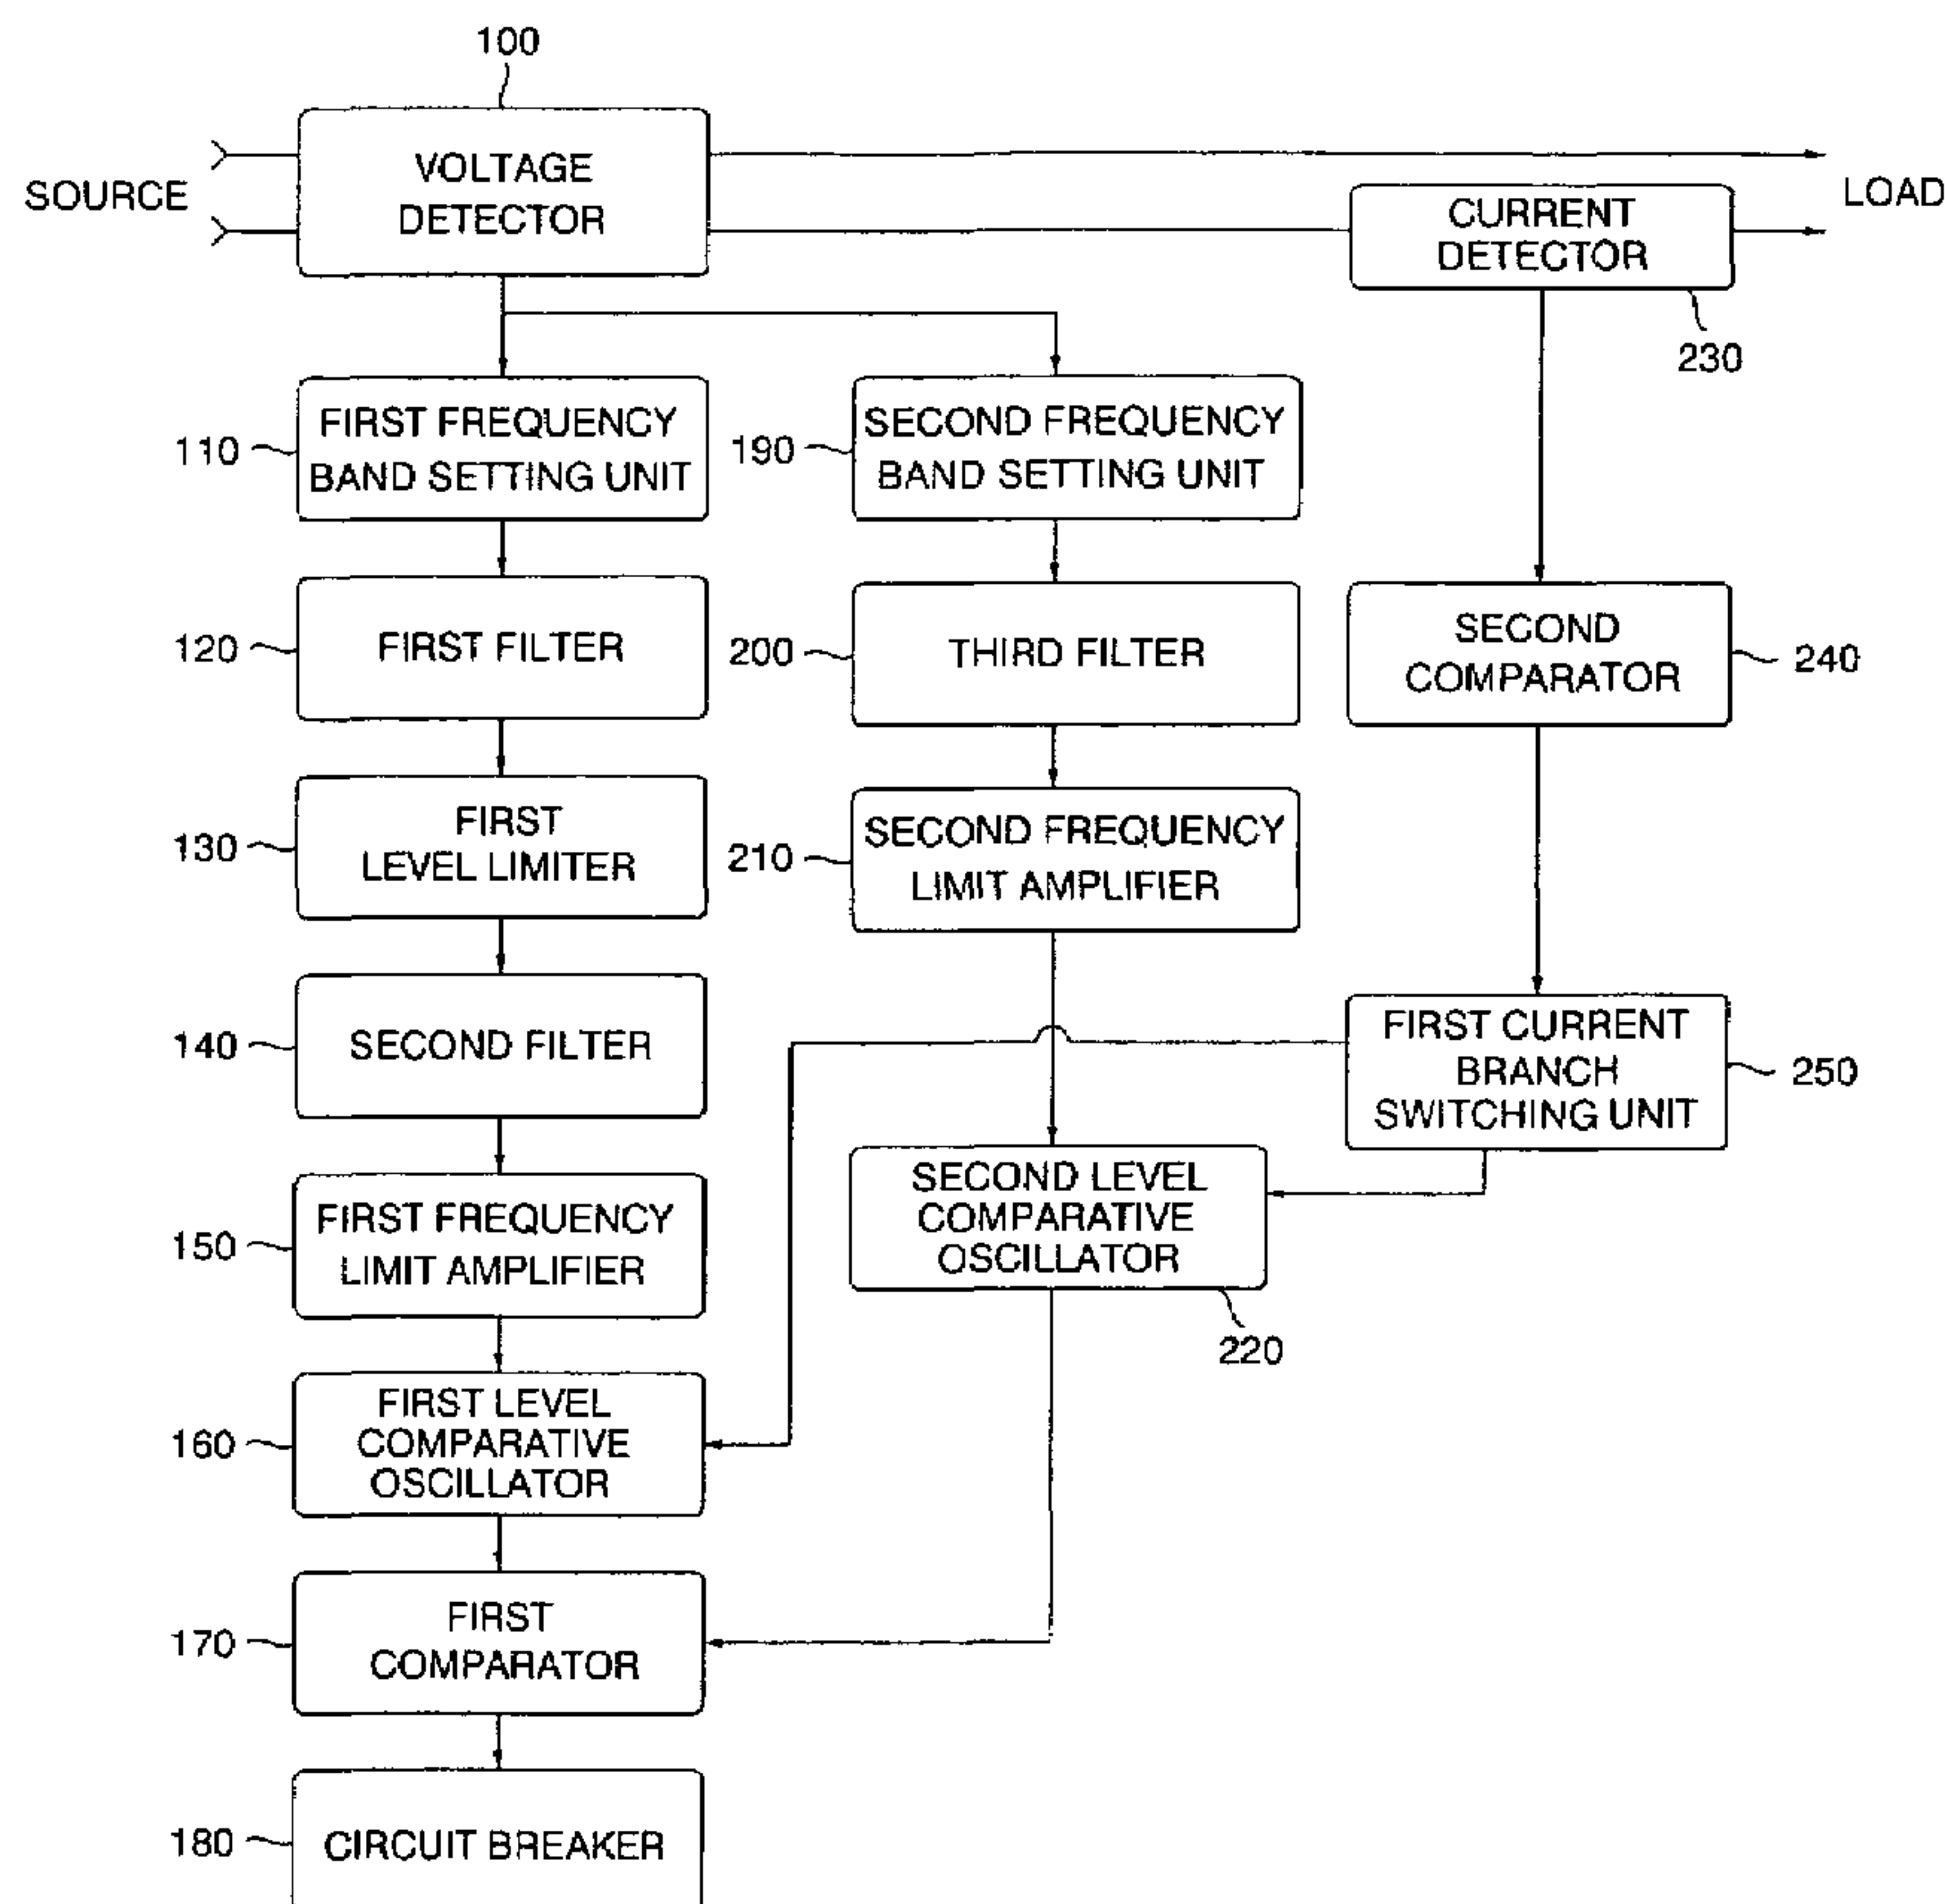 100
SOURCE
VOLTAGE
DETECTOR
LOAD
CURRENT
DETECTOR
230
110
FIRST FREQUENCY
BAND SETTING UNIT
190
SECOND FREQUENCY
BAND SETTING UNIT
120
FIRST FILTER
200
THIRD FILTER
SECOND
COMPARATOR
240
130
FIRST
LEVEL LIMITER
210
SECOND FREQUENCY
LIMIT AMPLIFIER
140
SECOND FILTER
FIRST CURRENT
BRANCH
SWITCHING UNIT
250
150
FIRST FREQUENCY
LIMIT AMPLIFIER
SECOND LEVEL
COMPARATIVE
OSCILLATOR
220
160
FIRST LEVEL
COMPARATIVE
OSCILLATOR
170
FIRST
COMPARATOR
180
CIRCUIT BREAKER